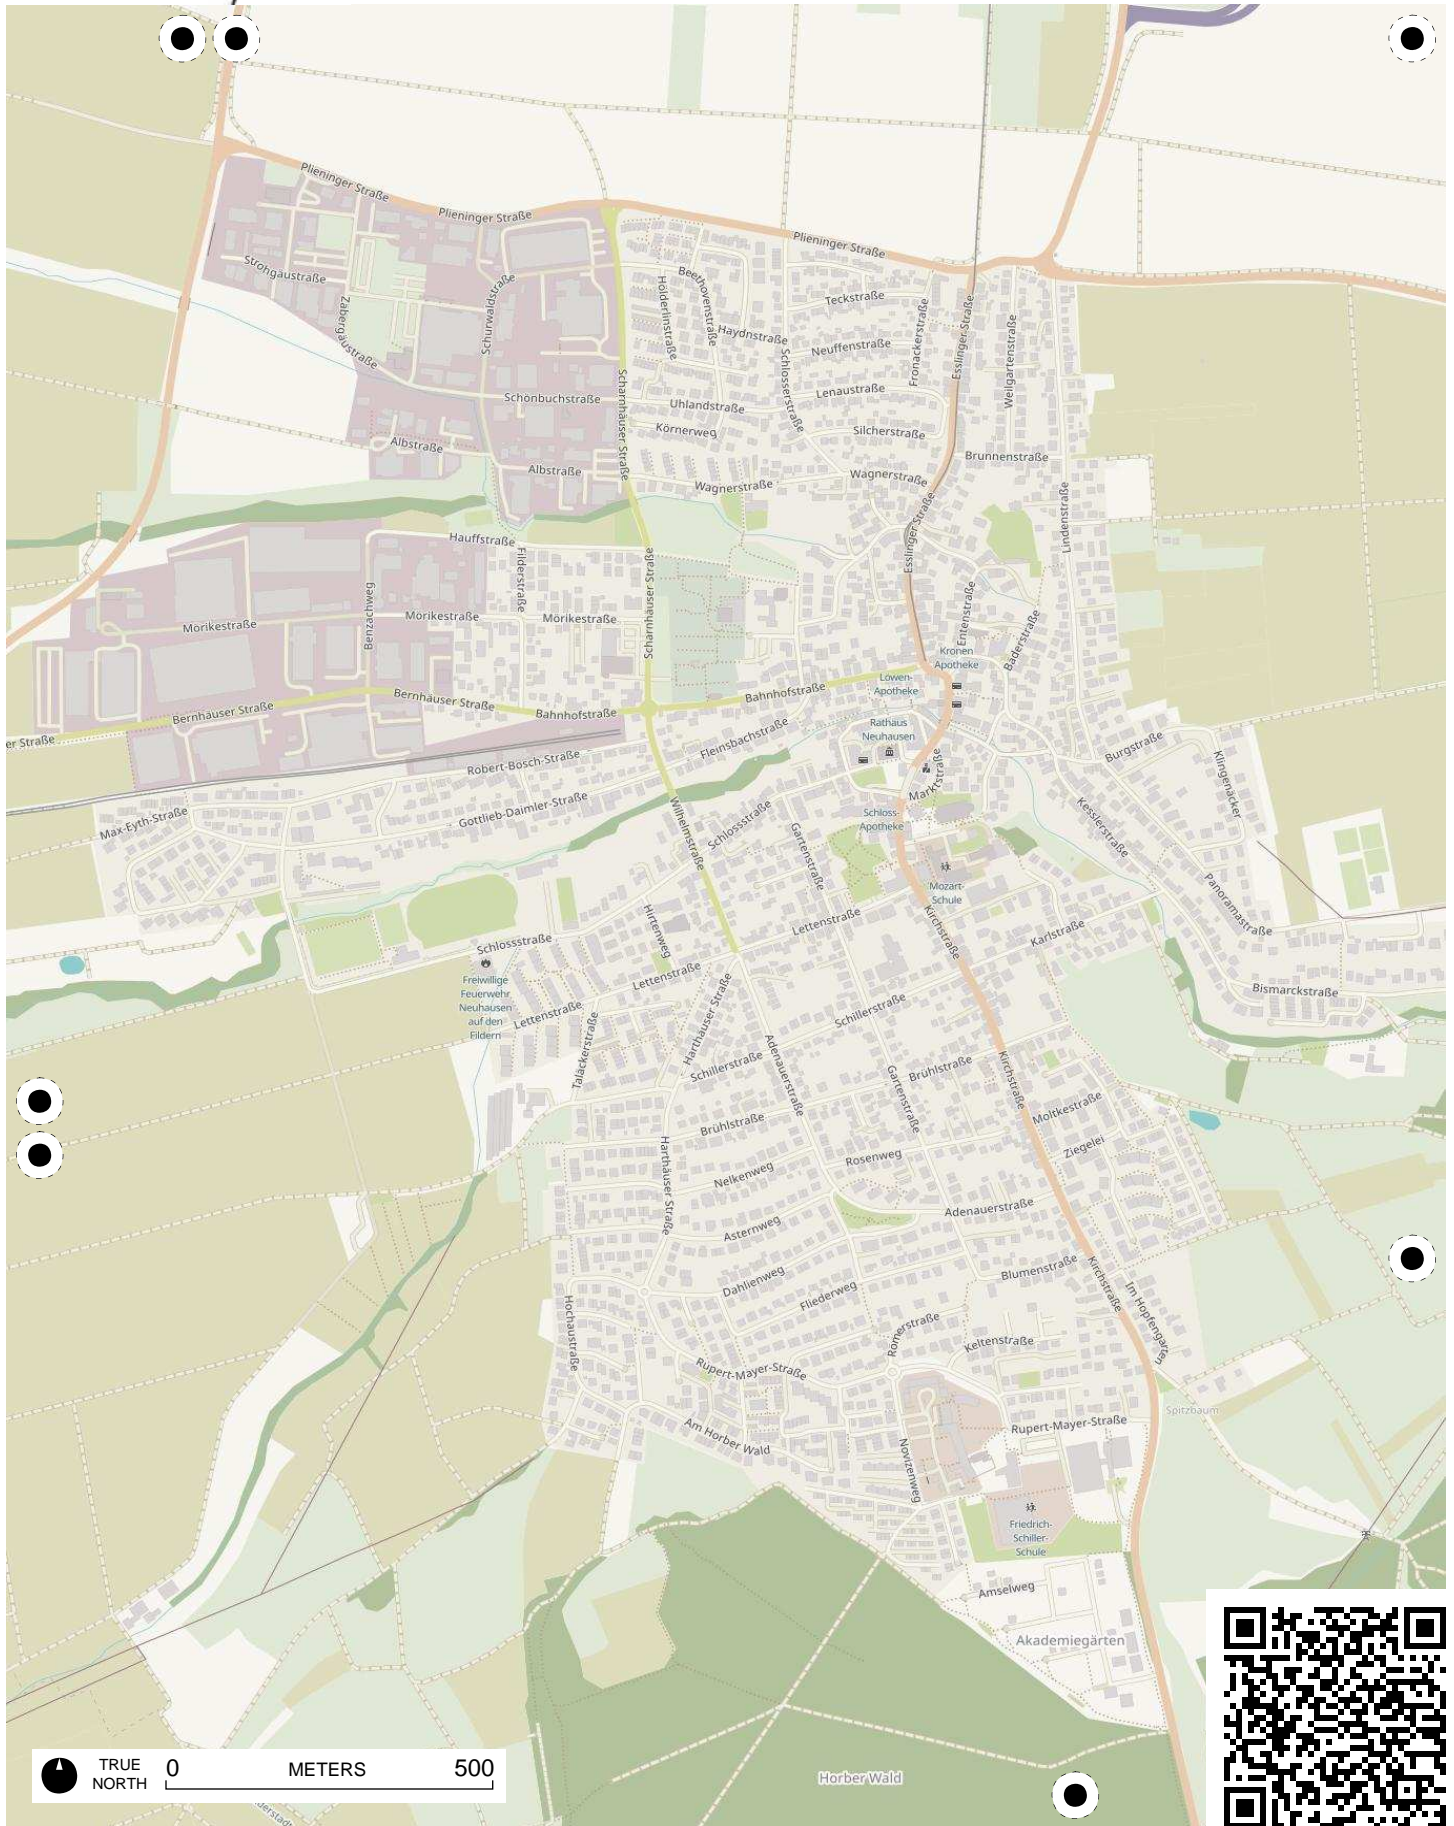 Plieninger Straße
Plieninger Straße
Plieninger Straße
Strohgäustraße
Zabergäustraße
Schurwaldstraße
Hölderlinstraße
Beethovenstraße
Haydnstraße
Teckstraße
Neuffenstraße
Fronäckerstraße
Esslinger Straße
Weilgartenstraße
Schlosserstraße
Lenaustraße
Schönbuchstraße
Scharnhäuser Straße
Uhlandstraße
Körnerweg
Silcherstraße
Albstraße
Albstraße
Wagnerstraße
Wagnerstraße
Brunnenstraße
Lindenstraße
Esslinger Straße
Hauffstraße
Filderstraße
Scharnhäuser Straße
Benzachweg
Mörikestraße
Mörikestraße
Mörikestraße
Entenstraße
Bäderstraße
Kronen
Apotheke
Löwen-
Apotheke
Bernhäuser Straße
Bernhäuser Straße
Bahnhofstraße
Bahnhofstraße
er Straße
Rathaus
Neuhausen
Fleinsbachstraße
Burgstraße
Klingenäcker
Robert-Bosch-Straße
Marktstraße
Gottlieb-Daimler-Straße
Max-Eyth-Straße
Wilhelmstraße
Schlossstraße
Gartenstraße
Schloss-
Apotheke
Kesslerstraße
Mozart-
Schule
Panoramastraße
Hirtenweg
Lettenstraße
Kirchstraße
Karlstraße
Schlossstraße
Freiwillige
Feuerwehr
Neuhausen
auf den
Fildern
Lettenstraße
Lettenstraße
Harthäuser Straße
Bismarckstraße
Schillerstraße
Schillerstraße
Taläckerstraße
Adenauerstraße
Gartenstraße
Brühlstraße
Brühlstraße
Kirchstraße
Moltkestraße
Ziegelei
Harthäuser Straße
Nelkenweg
Rosenweg
Asternweg
Adenauerstraße
Dahlienweg
Fliederweg
Blumenstraße
Kirchstraße
Im Hopfengarten
Hochaustraße
Römerstraße
Keltenstraße
Rupert-Mayer-Straße
Rupert-Mayer-Straße
Spitzbaum
Am Horber Wald
Novizenweg
Friedrich-
Schiller-
Schule
Amselweg
Akademiegärten
Horber Wald
TRUE
NORTH
0 METERS 500